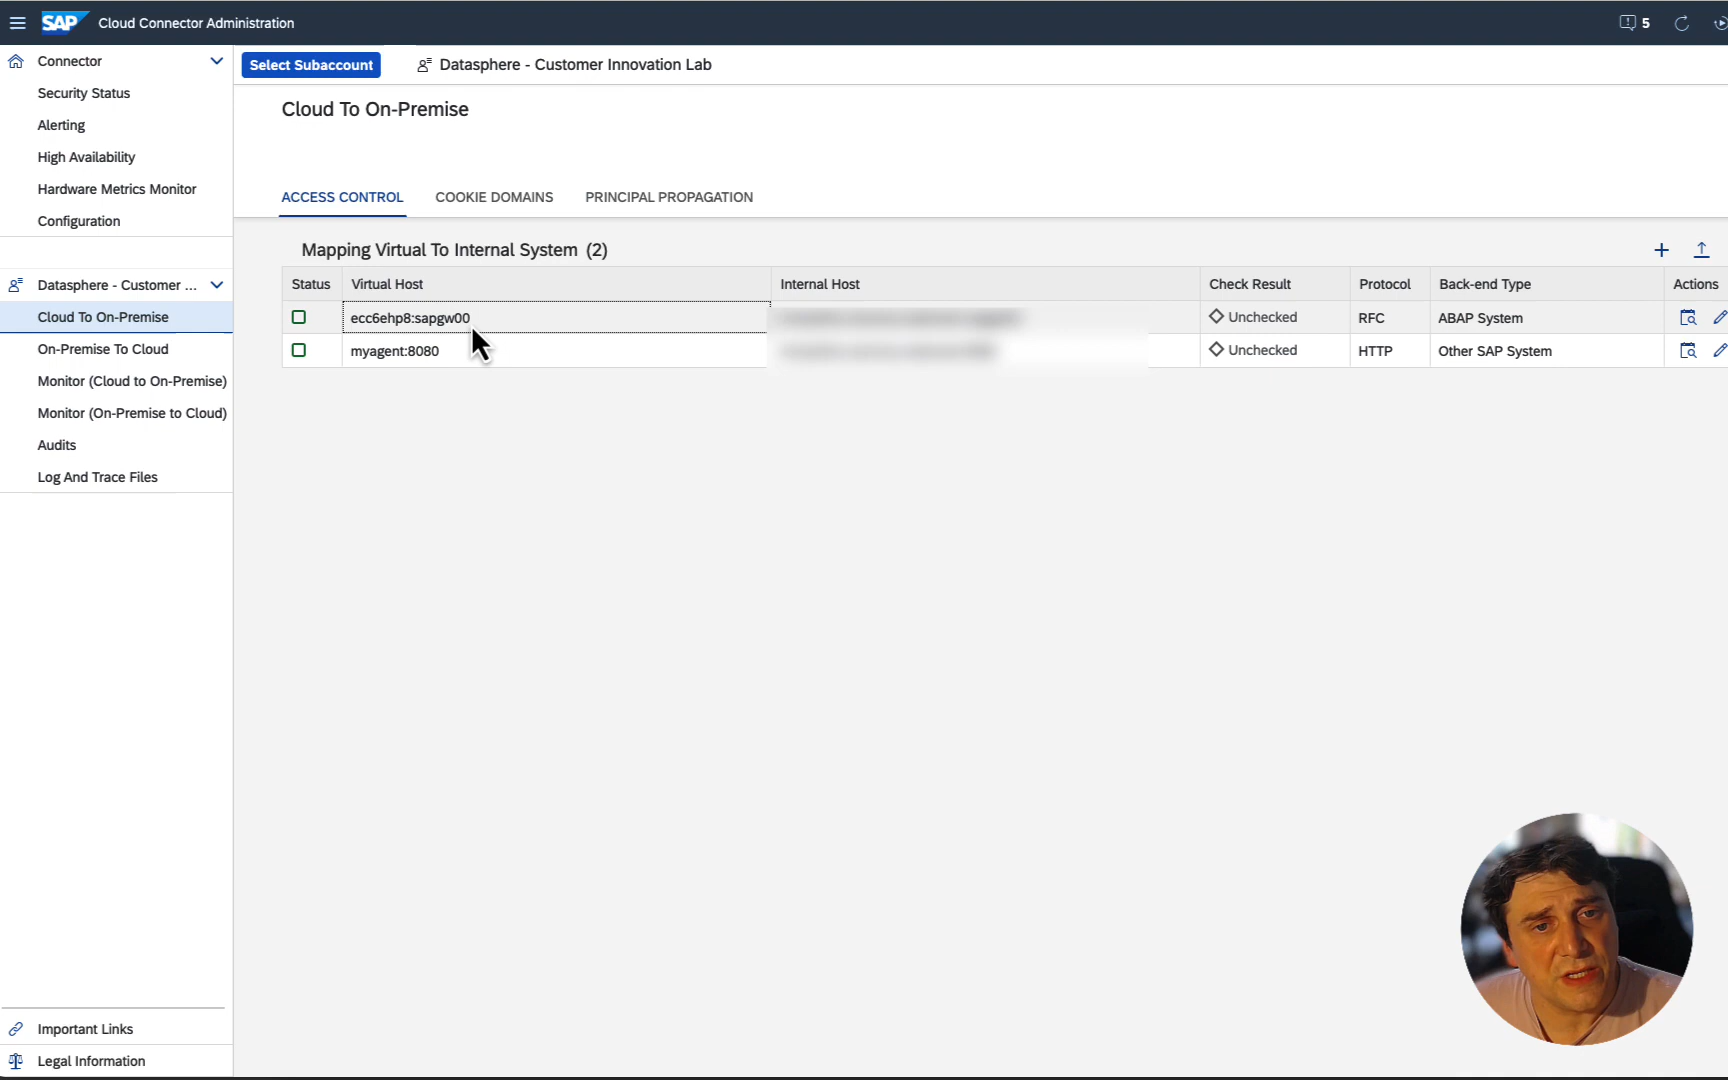 SAP Cloud Connector Administration 5
Connector
Security Status
Alerting
High Availability
Hardware Metrics Monitor
Configuration
Datasphere - Customer ...
Cloud To On-Premise
On-Premise To Cloud
Monitor (Cloud to On-Premise)
Monitor (On-Premise to Cloud)
Audits
Log And Trace Files
Important Links
Legal Information
Select Subaccount Datasphere - Customer Innovation Lab
Cloud To On-Premise
ACCESS CONTROL COOKIE DOMAINS PRINCIPAL PROPAGATION
Mapping Virtual To Internal System (2)
Status Virtual Host Internal Host Check Result Protocol Back-end Type Actions
ecc6ehp8:sapgw00 Unchecked RFC ABAP System
myagent:8080 Unchecked HTTP Other SAP System